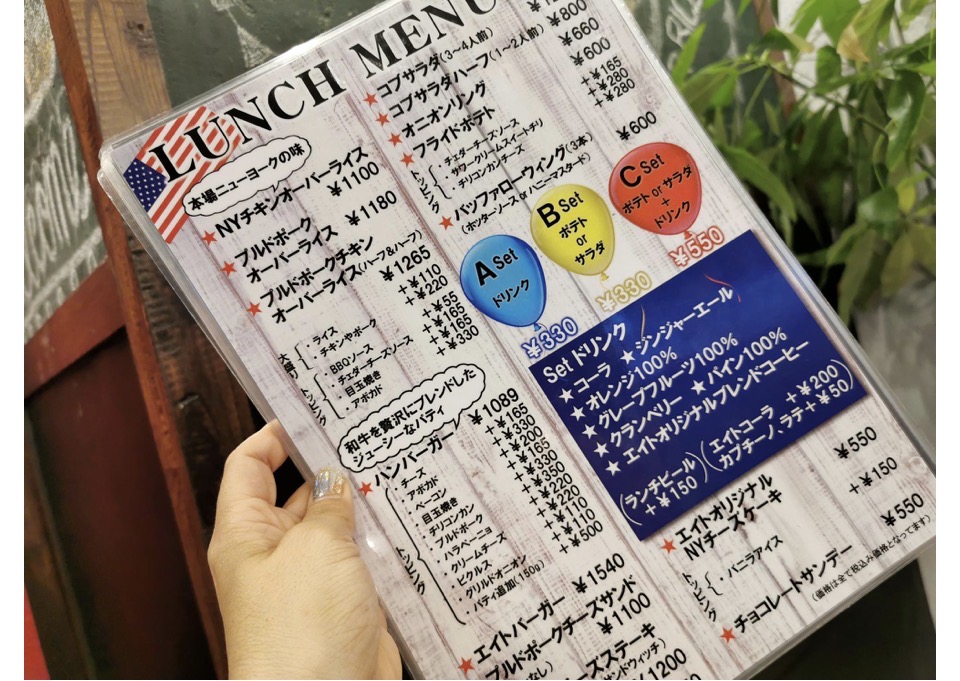 LUNCH MENU
本場ニューヨークの味
★NYチキンオーバーライス
¥1100
★プルドポーク
オーバーライス
¥1180
★プルドポークチキン
オーバーライス(ハーフ&ハーフ)
¥1265
大盛り
・ライス +¥110
・チキンやポーク +¥220
トッピング
・BBQソース +¥55
・チェダーチーズソース +¥165
・目玉焼き +¥165
・アボカド +¥330
和牛を贅沢にブレンドした
ジューシーなパティ
★ハンバーガー ¥1089
トッピング
・チーズ +¥165
・アボカド +¥330
・ベーコン +¥200
・目玉焼き +¥165
・チリコンカン +¥330
・プルドポーク +¥350
・ハラペーニョ +¥220
・クリームチーズ +¥220
・ピクルス +¥110
・グリルドオニオン +¥110
・パティ追加(150g) +¥500
★エイトバーガー ¥1540
プルドポークチーズサンド
¥1100
なし)
ーズステーキ
サンドウィッチ)
¥1200
★コブサラダ(3〜4人前)
★コブサラダハーフ(1〜2人前) ¥800
★オニオンリング ¥660
★フライドポテト ¥600
トッピング
・チェダーチーズソース +¥165
・サワークリームスイートチリ +¥280
・チリコンカンチーズ +¥280
★バッファローウィング(3本) ¥600
(ホッターソース or ハニーマスタード)
A Set
ドリンク
¥330
B Set
ポテト
or
サラダ
¥330
C Set
ポテト or サラダ
+
ドリンク
¥550
Set ドリンク
★コーラ ★ジンジャーエール
★オレンジ100%
★グレープフルーツ100%
★クランベリー ★パイン100%
★エイトオリジナルブレンドコーヒー
(ランチビール +¥150)
(エイトコーラ +¥200
カプチーノ、ラテ+¥50)
★エイトオリジナル
NYチーズケーキ ¥550
トッピング
・バニラアイス +¥150
★チョコレートサンデー ¥550
(価格は全て税込み価格となってます)